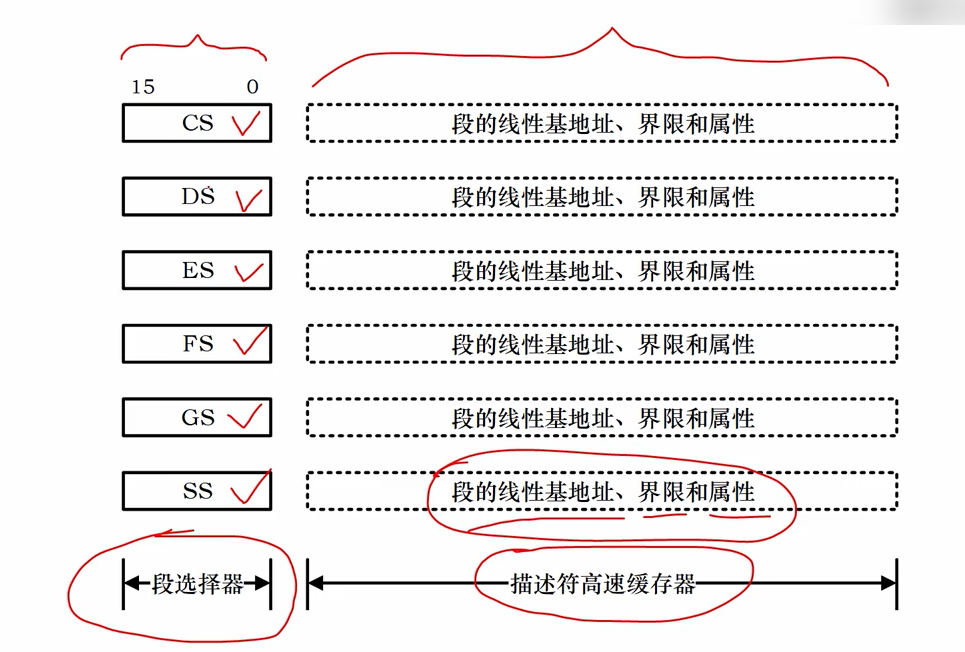 15 0
CS 段的线性基地址、界限和属性
DS 段的线性基地址、界限和属性
ES 段的线性基地址、界限和属性
FS 段的线性基地址、界限和属性
GS 段的线性基地址、界限和属性
SS 段的线性基地址、界限和属性
段选择器 描述符高速缓存器